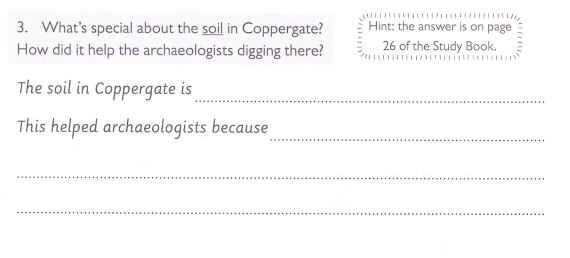 3. What's special about the soil in Coppergate?
How did it help the archaeologists digging there?
Hint: the answer is on page
26 of the Study Book.
The soil in Coppergate is
This helped archaeologists because